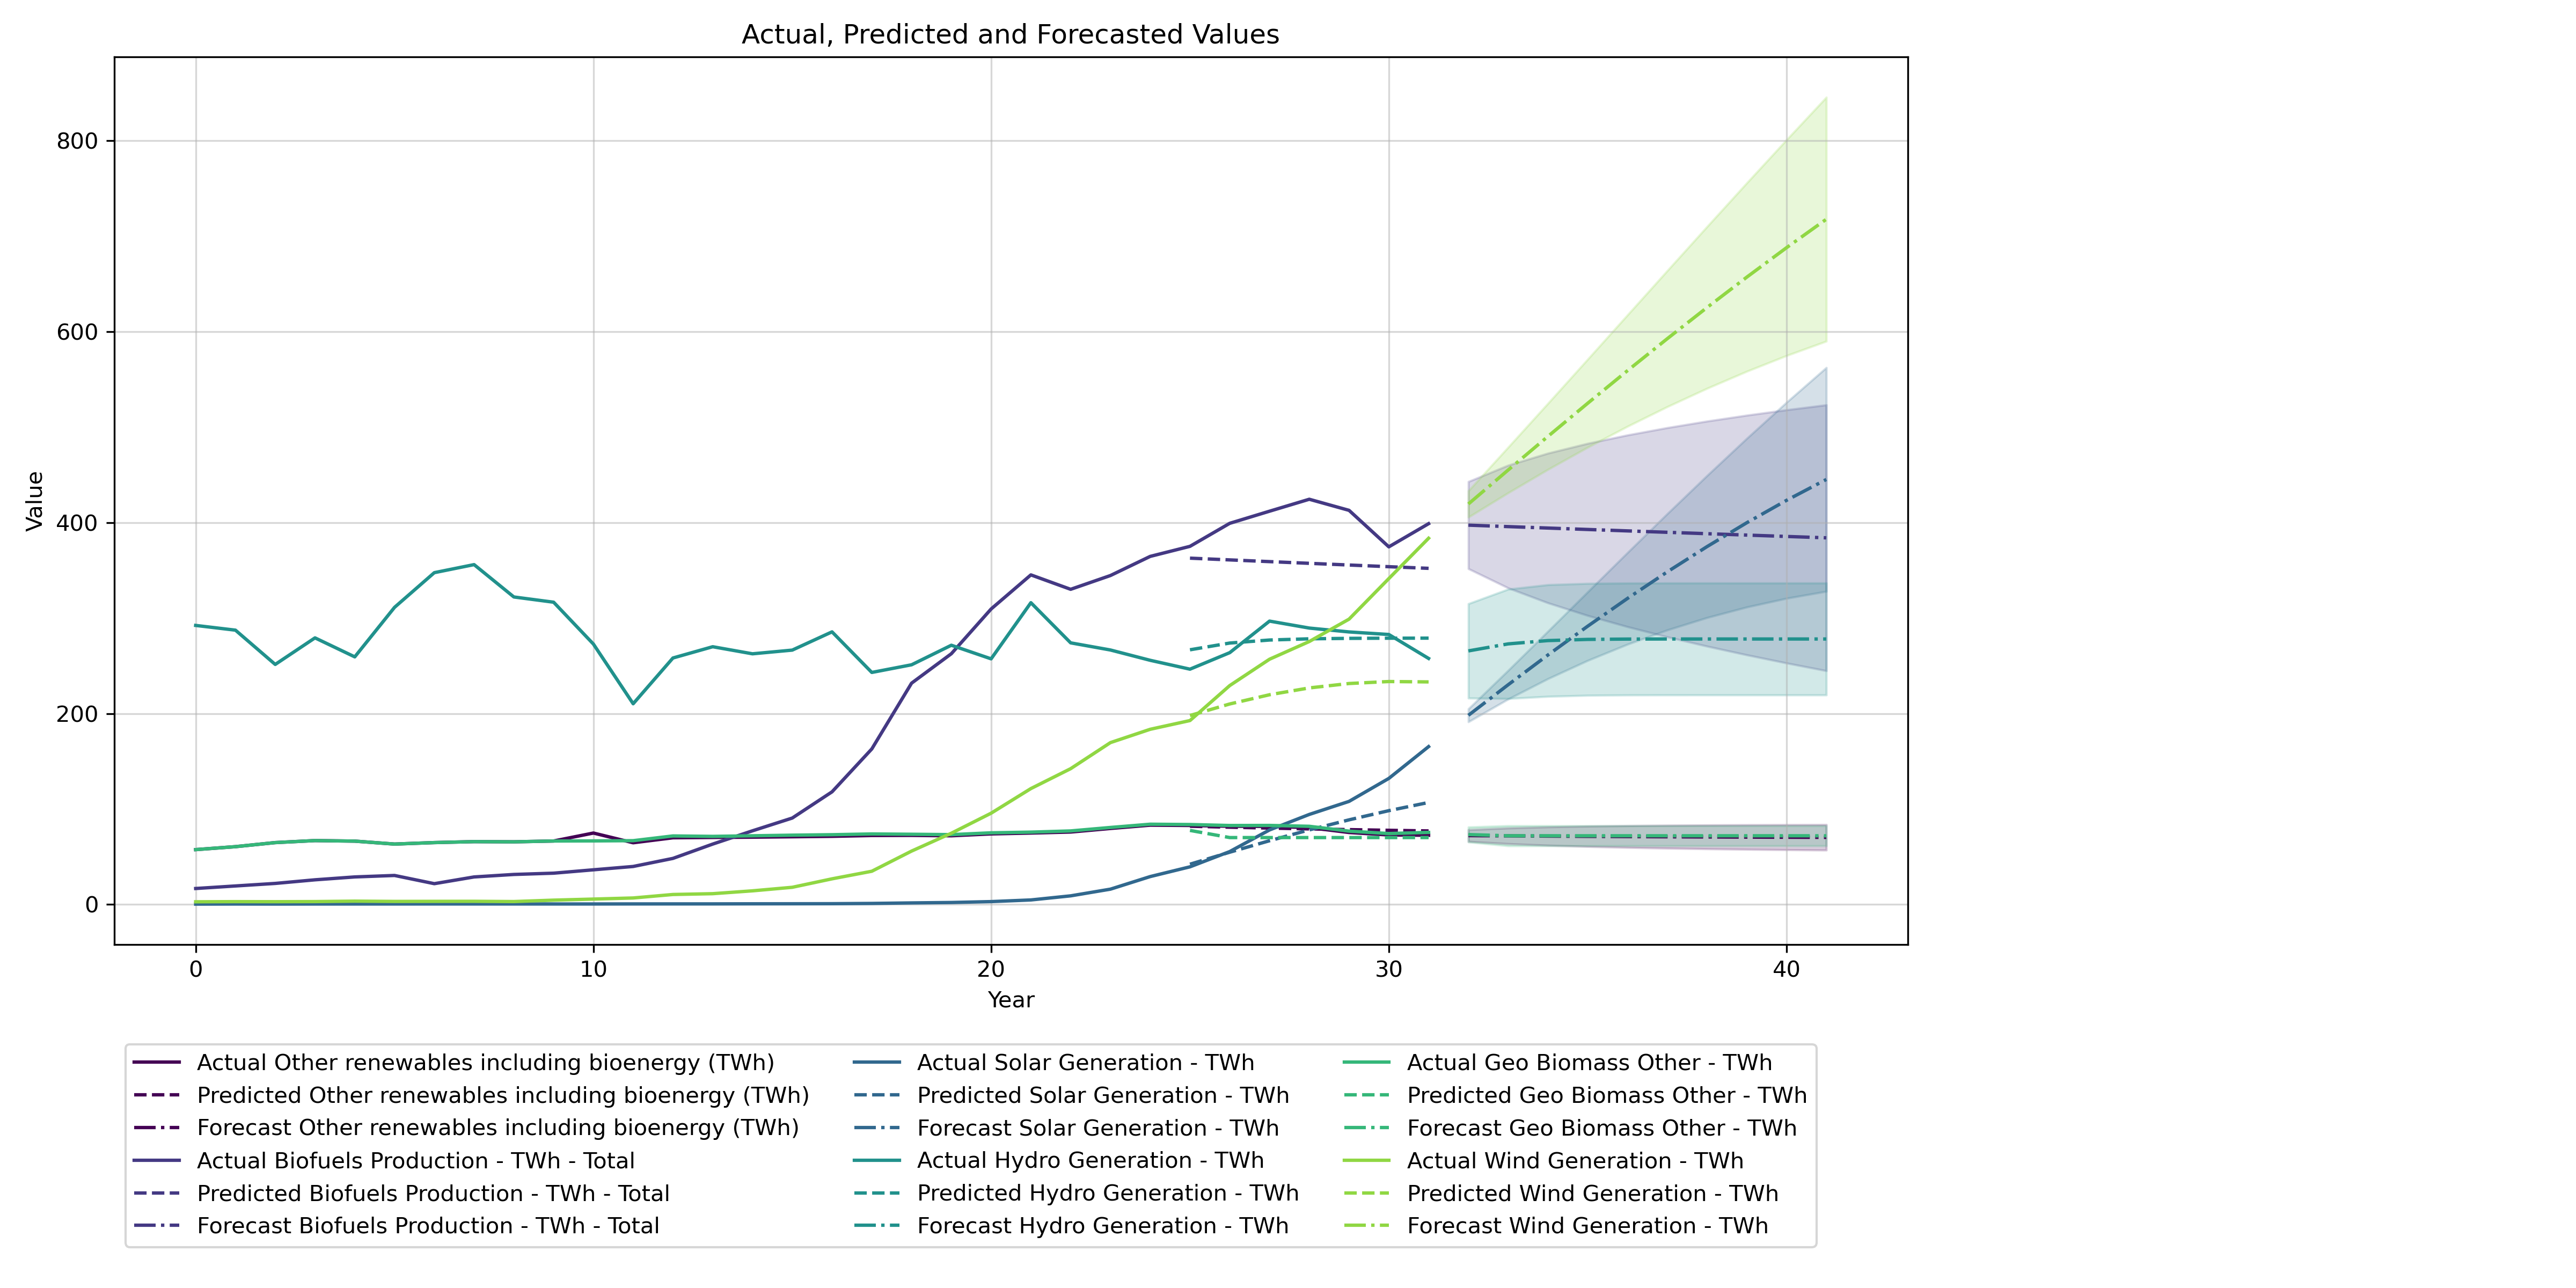 Actual, Predicted and Forecasted Values
800
600
400
200
0
Value
0 10 20 30 40
Year
Actual Other renewables including bioenergy (TWh)
Predicted Other renewables including bioenergy (TWh)
Forecast Other renewables including bioenergy (TWh)
Actual Biofuels Production - TWh - Total
Predicted Biofuels Production - TWh - Total
Forecast Biofuels Production - TWh - Total
Actual Solar Generation - TWh
Predicted Solar Generation - TWh
Forecast Solar Generation - TWh
Actual Hydro Generation - TWh
Predicted Hydro Generation - TWh
Forecast Hydro Generation - TWh
Actual Geo Biomass Other - TWh
Predicted Geo Biomass Other - TWh
Forecast Geo Biomass Other - TWh
Actual Wind Generation - TWh
Predicted Wind Generation - TWh
Forecast Wind Generation - TWh